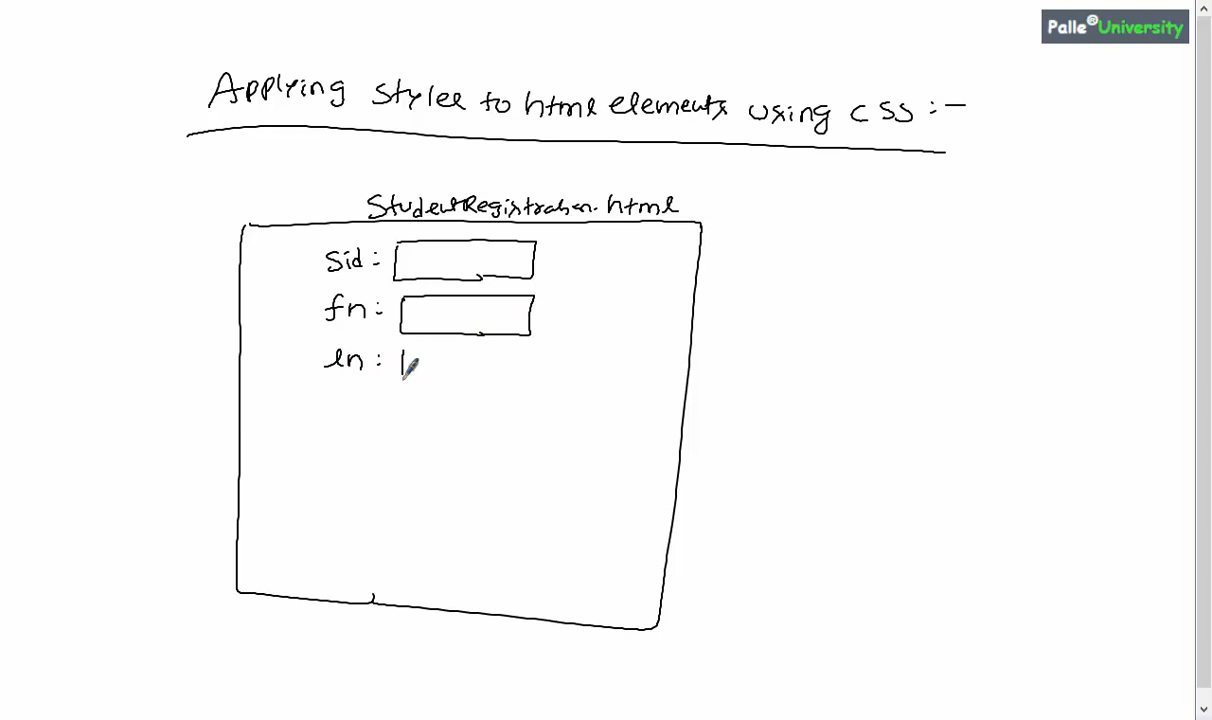 Palle®University
Applying styles to html elements using css :-
StudentRegistration.html
Sid :
fn :
ln :